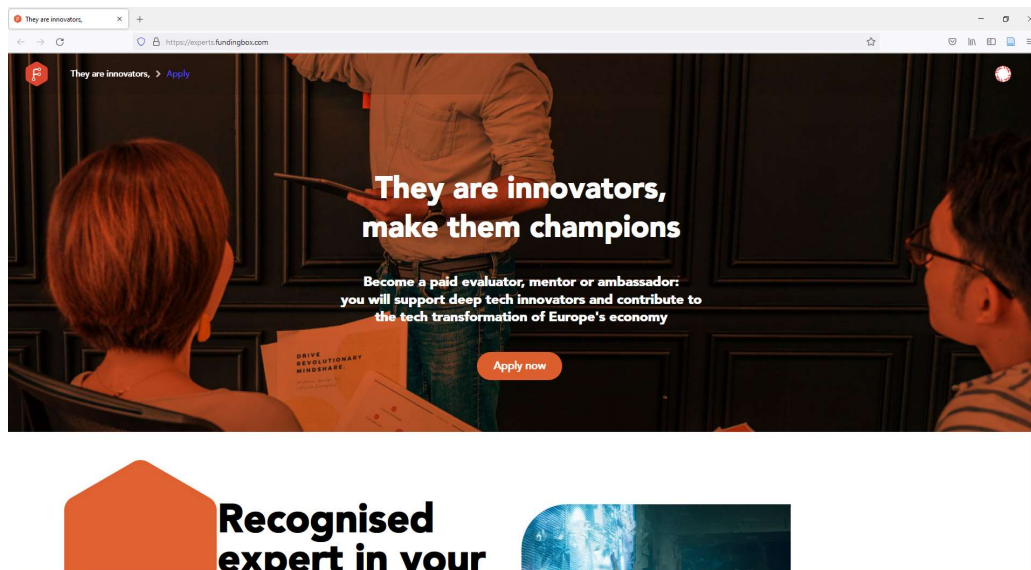 They are innovators,
https://experts.fundingbox.com
They are innovators, > Apply
They are innovators,
make them champions
Become a paid evaluator, mentor or ambassador:
you will support deep tech innovators and contribute to
the tech transformation of Europe's economy
DRIVE
REVOLUTIONARY
MINDSHARE.
Apply now
Recognised
expert in your